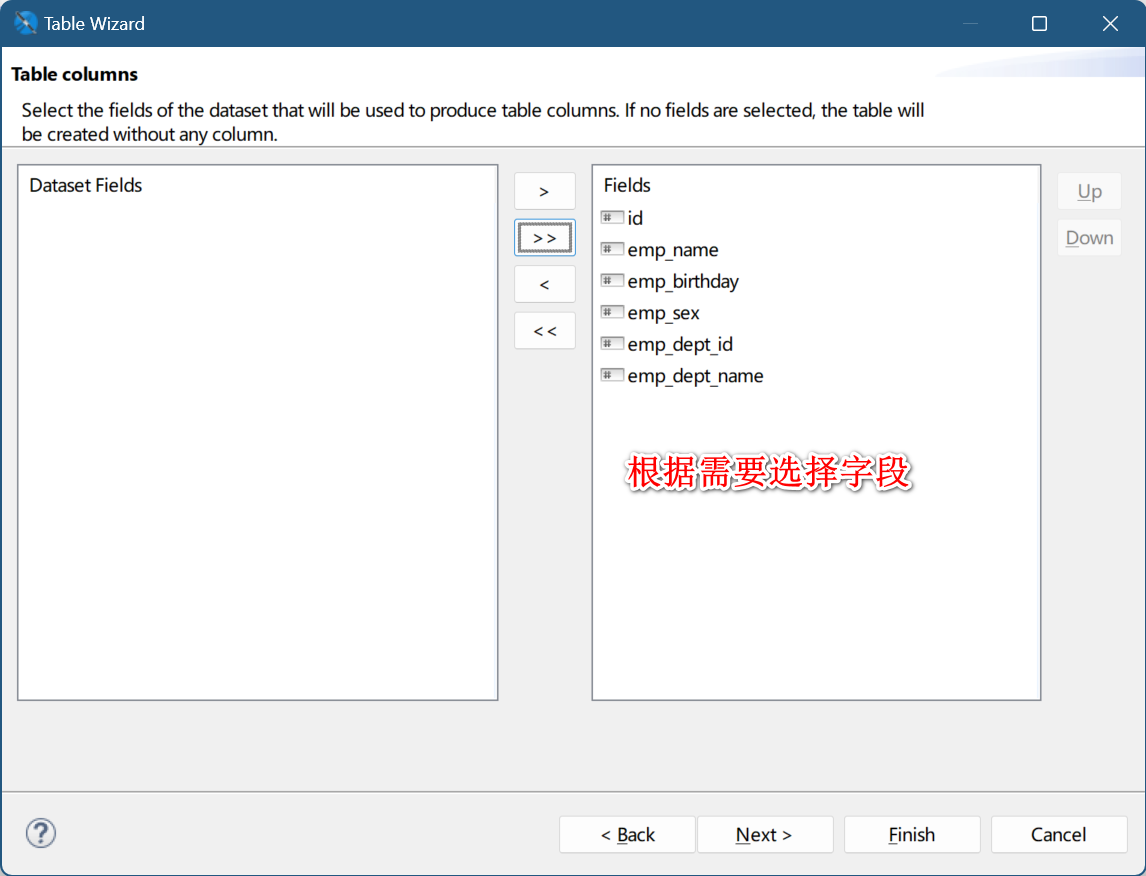 Table Wizard
Table columns
Select the fields of the dataset that will be used to produce table columns. If no fields are selected, the table will
be created without any column.
Dataset Fields
>
>>
<
<<
Fields
# id
# emp_name
# emp_birthday
# emp_sex
# emp_dept_id
# emp_dept_name
根据需要选择字段
Up
Down
?
< Back
Next >
Finish
Cancel